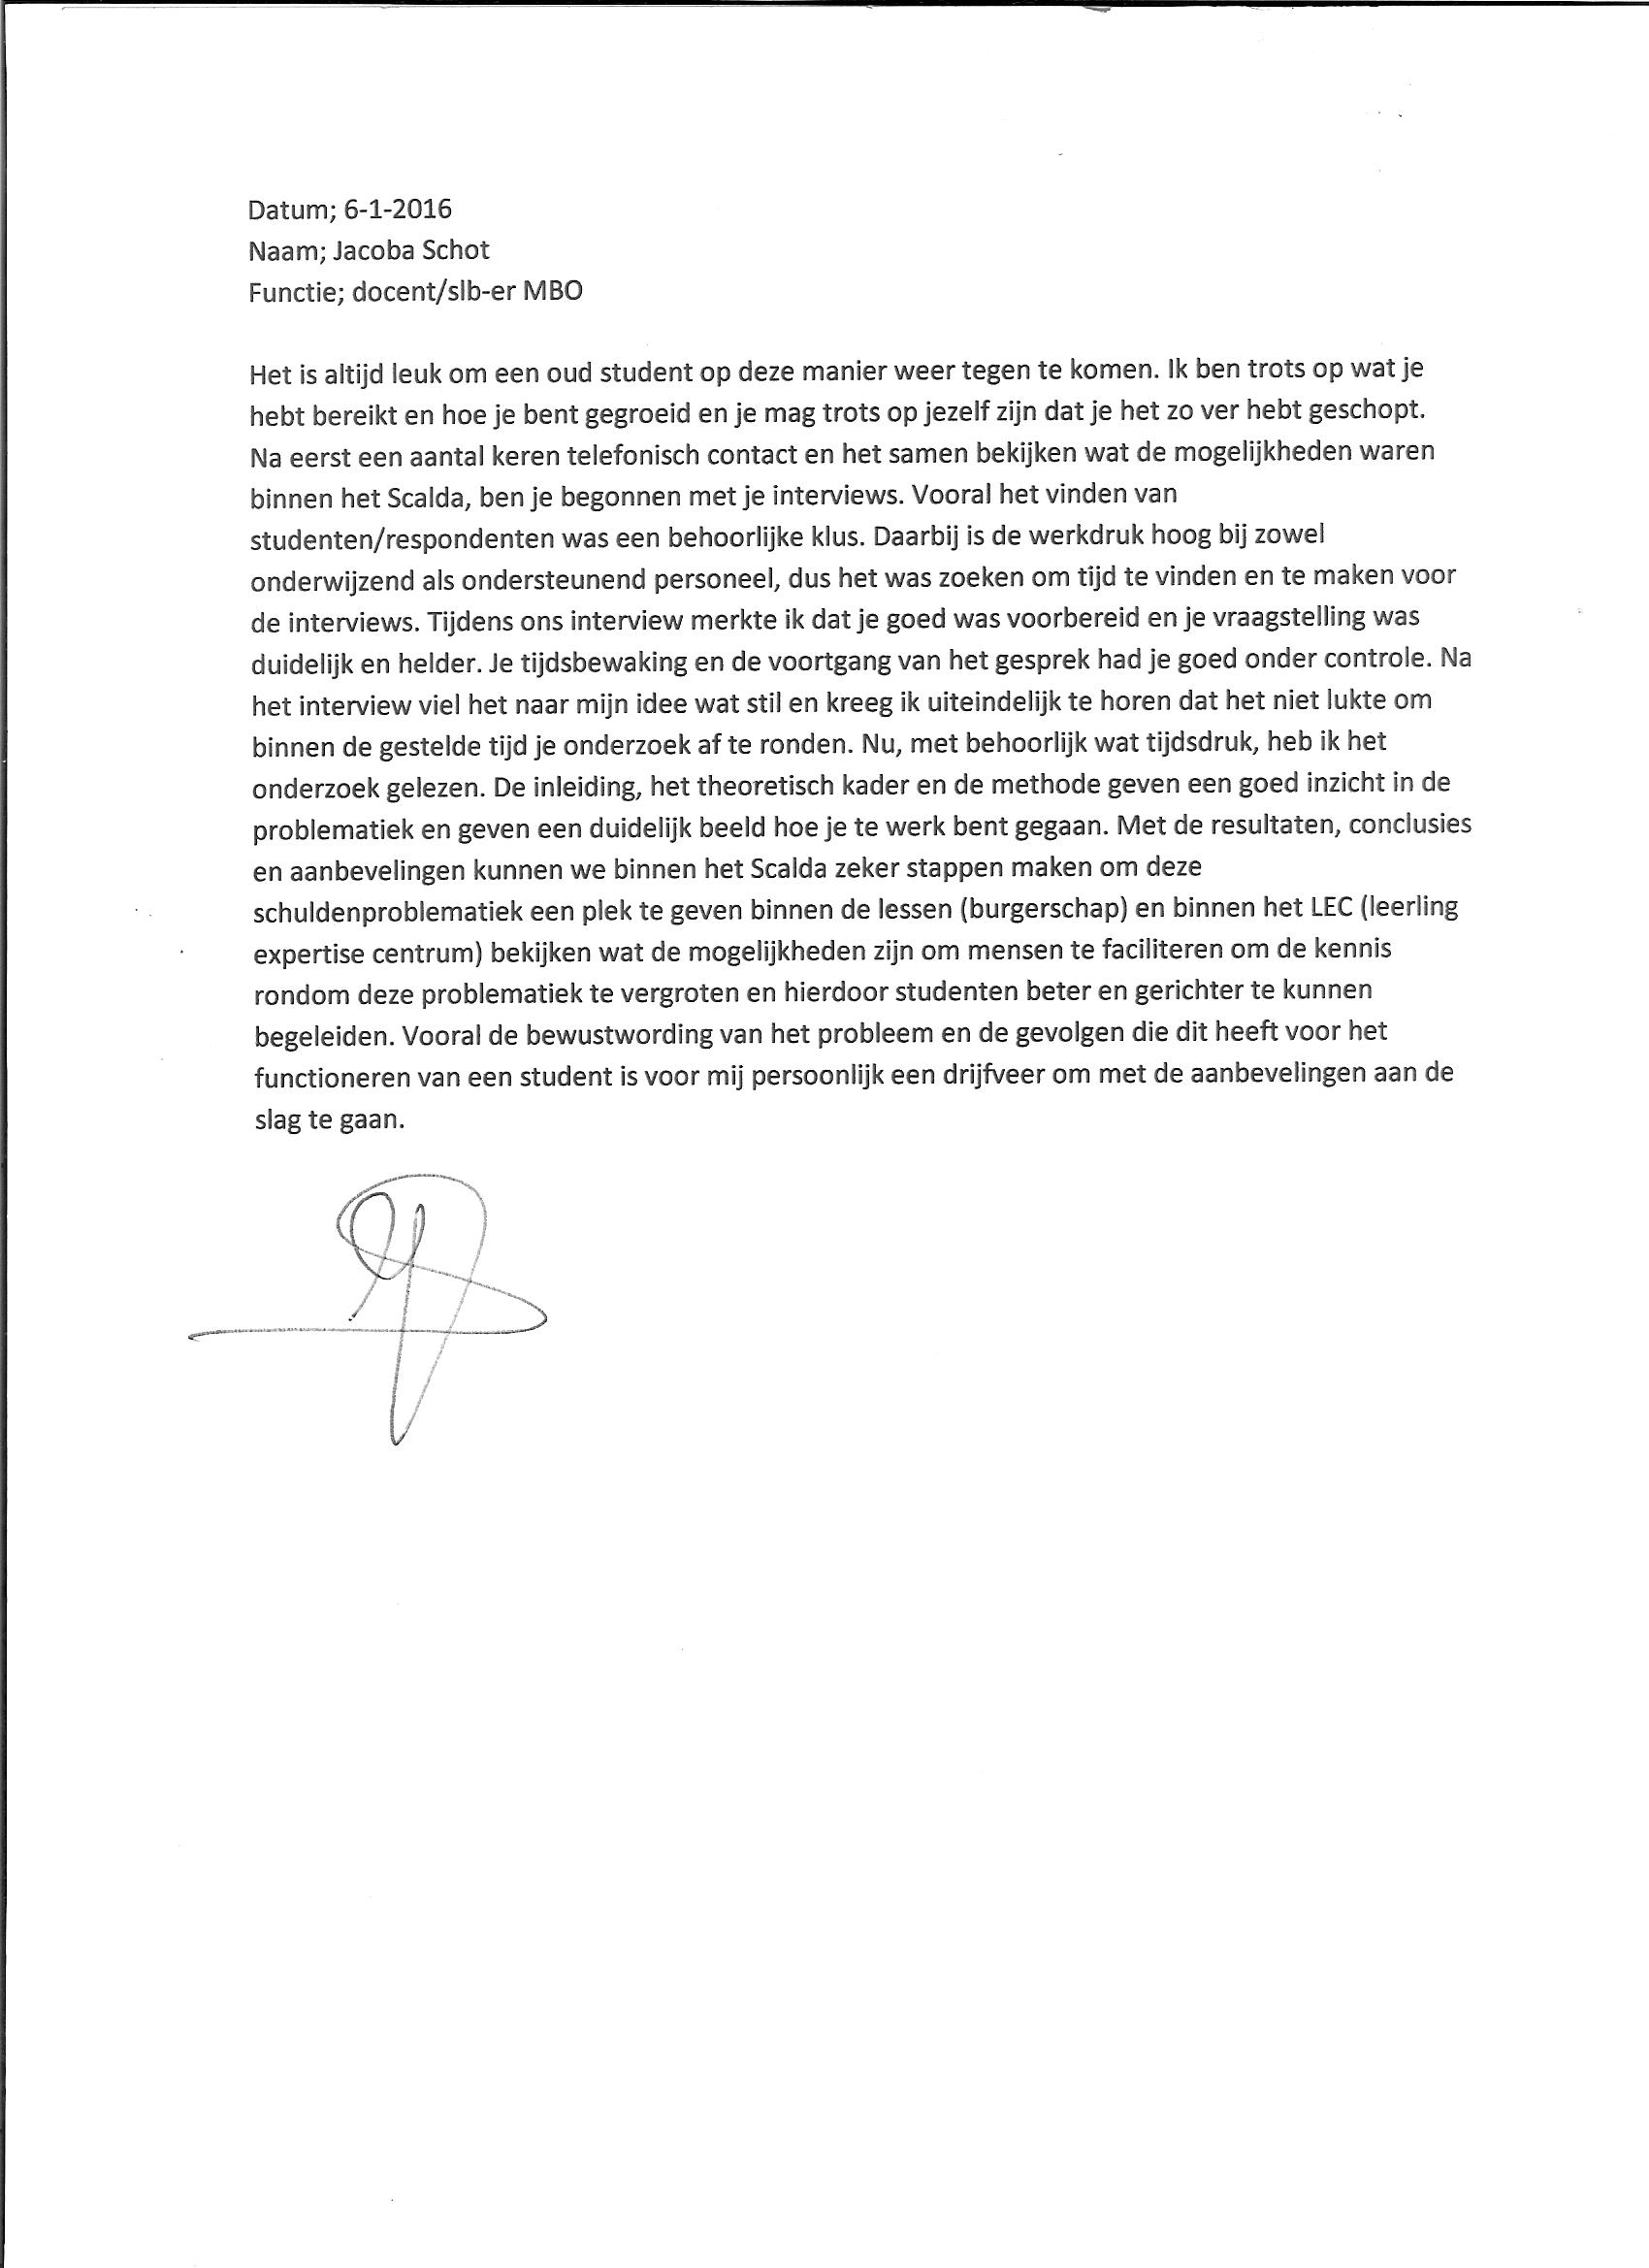 Datum; 6-1-2016
Naam; Jacoba Schot
Functie; docent/slb-er MBO
Het is altijd leuk om een oud student op deze manier weer tegen te komen. Ik ben trots op wat je
hebt bereikt en hoe je bent gegroeid en je mag trots op jezelf zijn dat je het zo ver hebt geschopt.
Na eerst een aantal keren telefonisch contact en het samen bekijken wat de mogelijkheden waren
binnen het Scalda, ben je begonnen met je interviews. Vooral het vinden van
studenten/respondenten was een behoorlijke klus. Daarbij is de werkdruk hoog bij zowel
onderwijzend als ondersteunend personeel, dus het was zoeken om tijd te vinden en te maken voor
de interviews. Tijdens ons interview merkte ik dat je goed was voorbereid en je vraagstelling was
duidelijk en helder. Je tijdsbewaking en de voortgang van het gesprek had je goed onder controle. Na
het interview viel het naar mijn idee wat stil en kreeg ik uiteindelijk te horen dat het niet lukte om
binnen de gestelde tijd je onderzoek af te ronden. Nu, met behoorlijk wat tijdsdruk, heb ik het
onderzoek gelezen. De inleiding, het theoretisch kader en de methode geven een goed inzicht in de
problematiek en geven een duidelijk beeld hoe je te werk bent gegaan. Met de resultaten, conclusies
en aanbevelingen kunnen we binnen het Scalda zeker stappen maken om deze
schuldenproblematiek een plek te geven binnen de lessen (burgerschap) en binnen het LEC (leerling
expertise centrum) bekijken wat de mogelijkheden zijn om mensen te faciliteren om de kennis
rondom deze problematiek te vergroten en hierdoor studenten beter en gerichter te kunnen
begeleiden. Vooral de bewustwording van het probleem en de gevolgen die dit heeft voor het
functioneren van een student is voor mij persoonlijk een drijfveer om met de aanbevelingen aan de
slag te gaan.